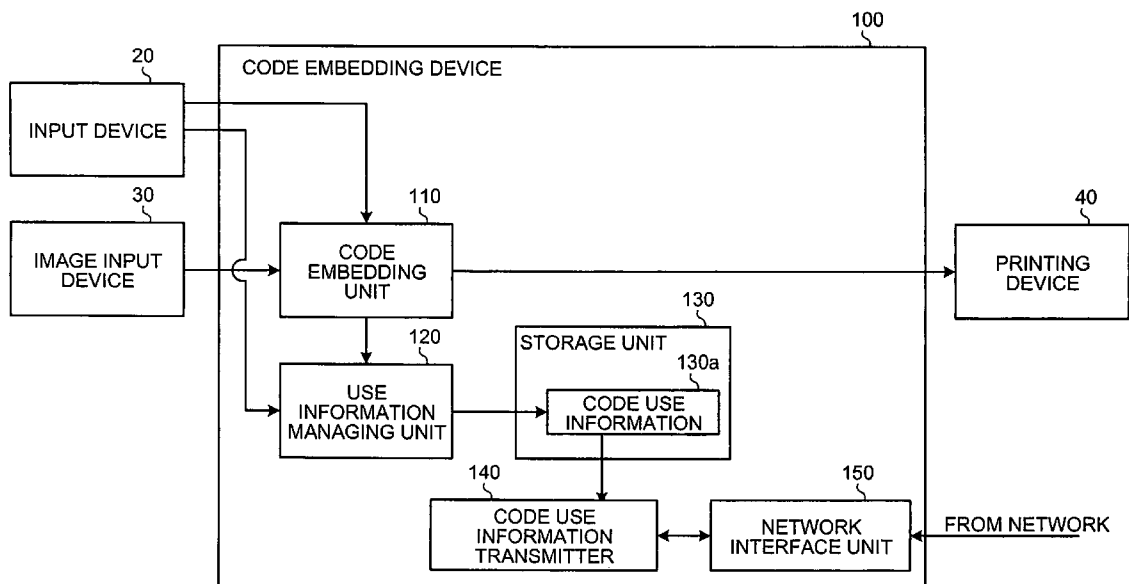 100
CODE EMBEDDING DEVICE
20
INPUT DEVICE
30
IMAGE INPUT
DEVICE
110
CODE
EMBEDDING
UNIT
40
PRINTING
DEVICE
120
USE
INFORMATION
MANAGING UNIT
130
STORAGE UNIT
130a
CODE USE
INFORMATION
140
CODE USE
INFORMATION
TRANSMITTER
150
NETWORK
INTERFACE UNIT
FROM NETWORK